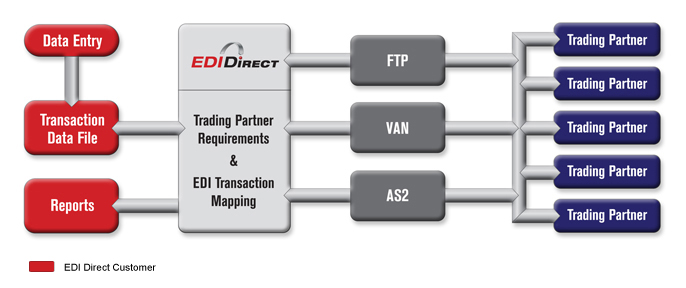 Data Entry
Transaction
Data File
Reports
EDIDIRECT
Trading Partner
Requirements
&
EDI Transaction
Mapping
FTP
VAN
AS2
Trading Partner
Trading Partner
Trading Partner
Trading Partner
Trading Partner
EDI Direct Customer